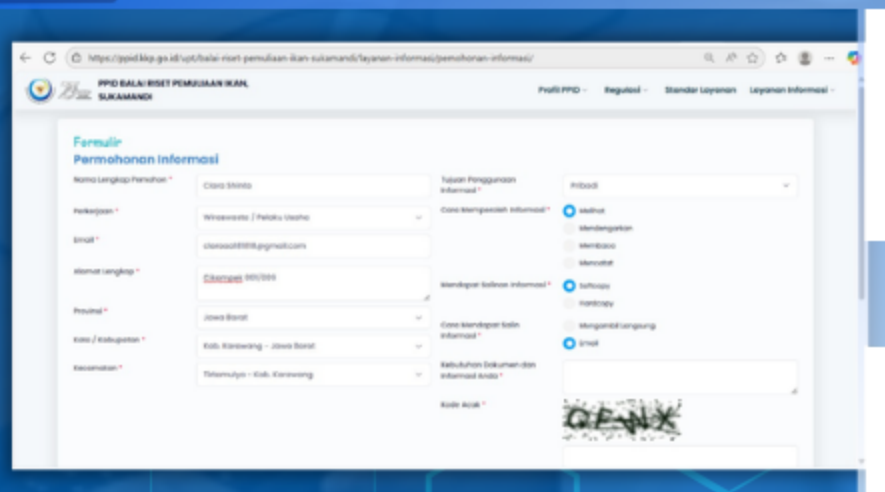 https://ppid.kkp.go.id/upt/balai-riset-pemuliaan-ikan-sukamandi/layanan-informasi/pemohonan-informasi/
PPID BALAI RISET PEMULIAAN IKAN,
SUKAMANDI
Profil PPID
Regulasi
Standar Layanan
Layanan Informasi
Formulir
Permohonan Informasi
Nama Lengkap Pemohon *
Clara Shinta
Pekerjaan *
Wiraswasta / Pelaku Usaha
Email *
Alamat Lengkap *
Cikampek
Provinsi *
Jawa Barat
Kota / Kabupaten *
Kab. Karawang - Jawa Barat
Kecamatan *
Tirtamulya - Kab. Karawang
Tujuan Penggunaan
Informasi *
Pribadi
Cara Memperoleh Informasi *
Melihat
Mendengarkan
Membaca
Mencatat
Mendapat Salinan Informasi *
Softcopy
Hardcopy
Cara Mendapat Salin
Informasi *
Mengambil Langsung
Email
Kebutuhan Dokumen dan
Informasi Anda *
Kode Acak *